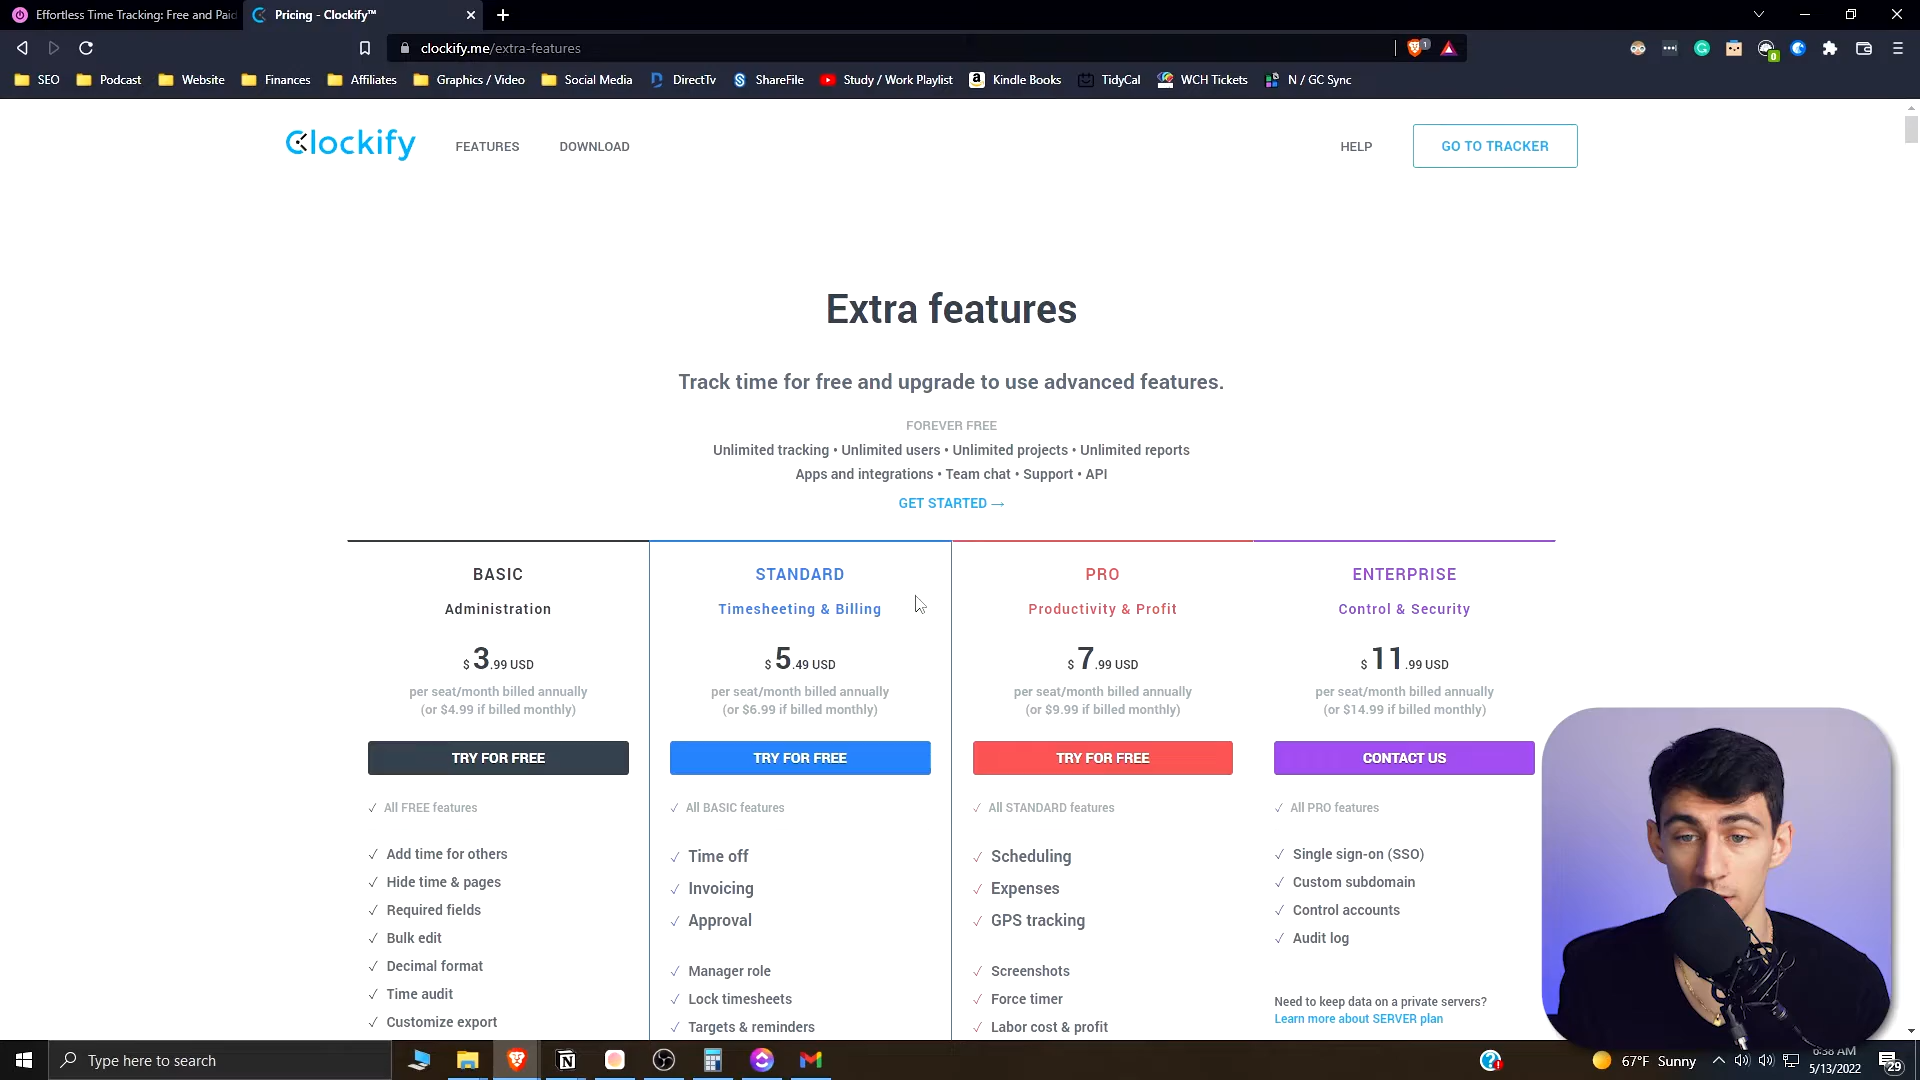 Effortless Time Tracking: Free and Paid
Pricing - Clockify™
clockify.me/extra-features
1
0
SEO
Podcast
Website
Finances
Affiliates
Graphics / Video
Social Media
DirectTv
ShareFile
Study / Work Playlist
Kindle Books
TidyCal
WCH Tickets
N / GC Sync
Clockify
FEATURES
DOWNLOAD
HELP
GO TO TRACKER
Extra features
Track time for free and upgrade to use advanced features.
FOREVER FREE
Unlimited tracking • Unlimited users • Unlimited projects • Unlimited reports
Apps and integrations • Team chat • Support • API
GET STARTED →
BASIC
Administration
$ 3.99 USD
per seat/month billed annually
(or $4.99 if billed monthly)
TRY FOR FREE
✓ All FREE features
✓ Add time for others
✓ Hide time & pages
✓ Required fields
✓ Bulk edit
✓ Decimal format
✓ Time audit
✓ Customize export
STANDARD
Timesheeting & Billing
$ 5.49 USD
per seat/month billed annually
(or $6.99 if billed monthly)
TRY FOR FREE
✓ All BASIC features
✓ Time off
✓ Invoicing
✓ Approval
✓ Manager role
✓ Lock timesheets
✓ Targets & reminders
PRO
Productivity & Profit
$ 7.99 USD
per seat/month billed annually
(or $9.99 if billed monthly)
TRY FOR FREE
✓ All STANDARD features
✓ Scheduling
✓ Expenses
✓ GPS tracking
✓ Screenshots
✓ Force timer
✓ Labor cost & profit
ENTERPRISE
Control & Security
$ 11.99 USD
per seat/month billed annually
(or $14.99 if billed monthly)
CONTACT US
✓ All PRO features
✓ Single sign-on (SSO)
✓ Custom subdomain
✓ Control accounts
✓ Audit log
Need to keep data on a private servers?
Learn more about SERVER plan
Type here to search
67°F Sunny
6:38 AM
5/13/2022
29